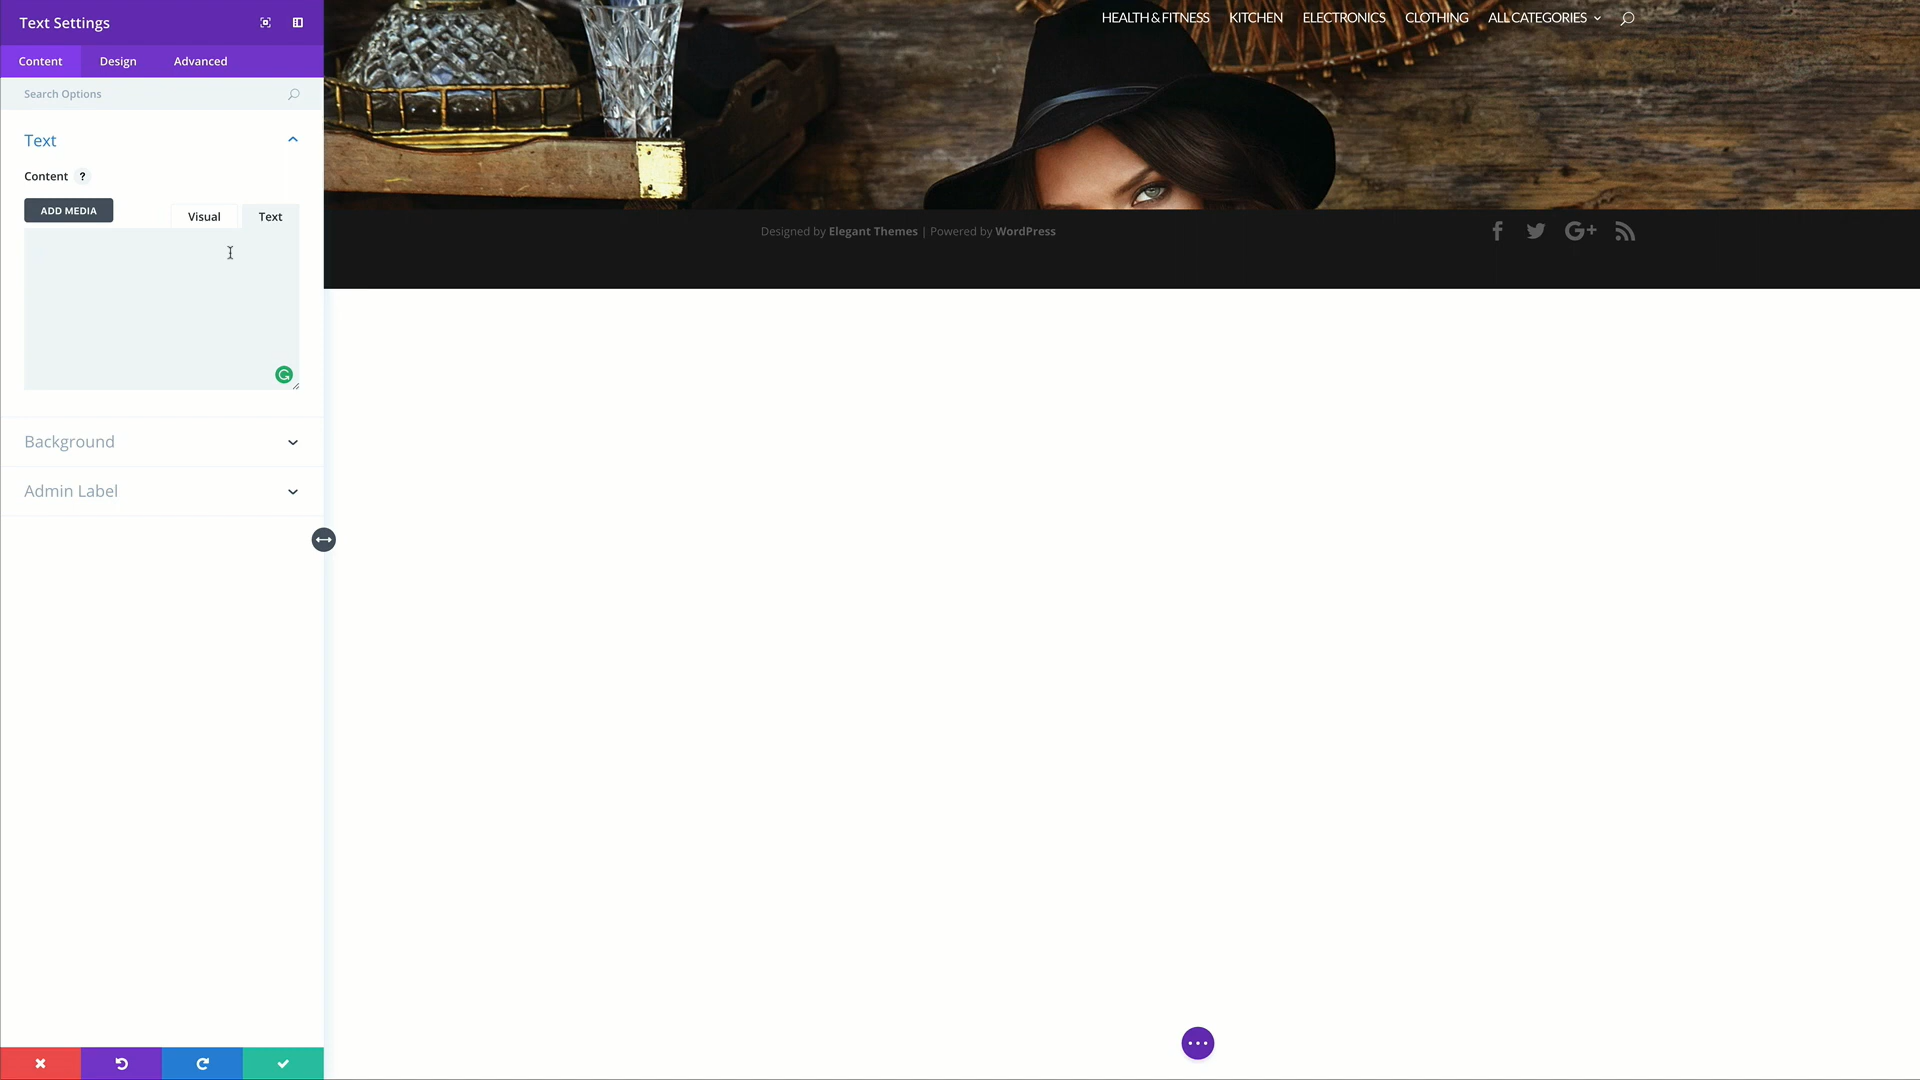 Text Settings
Content Design Advanced
Search Options
Text
Content ?
ADD MEDIA
Visual Text
Background
Admin Label
HEALTH & FITNESS KITCHEN ELECTRONICS CLOTHING ALL CATEGORIES
Designed by Elegant Themes | Powered by WordPress